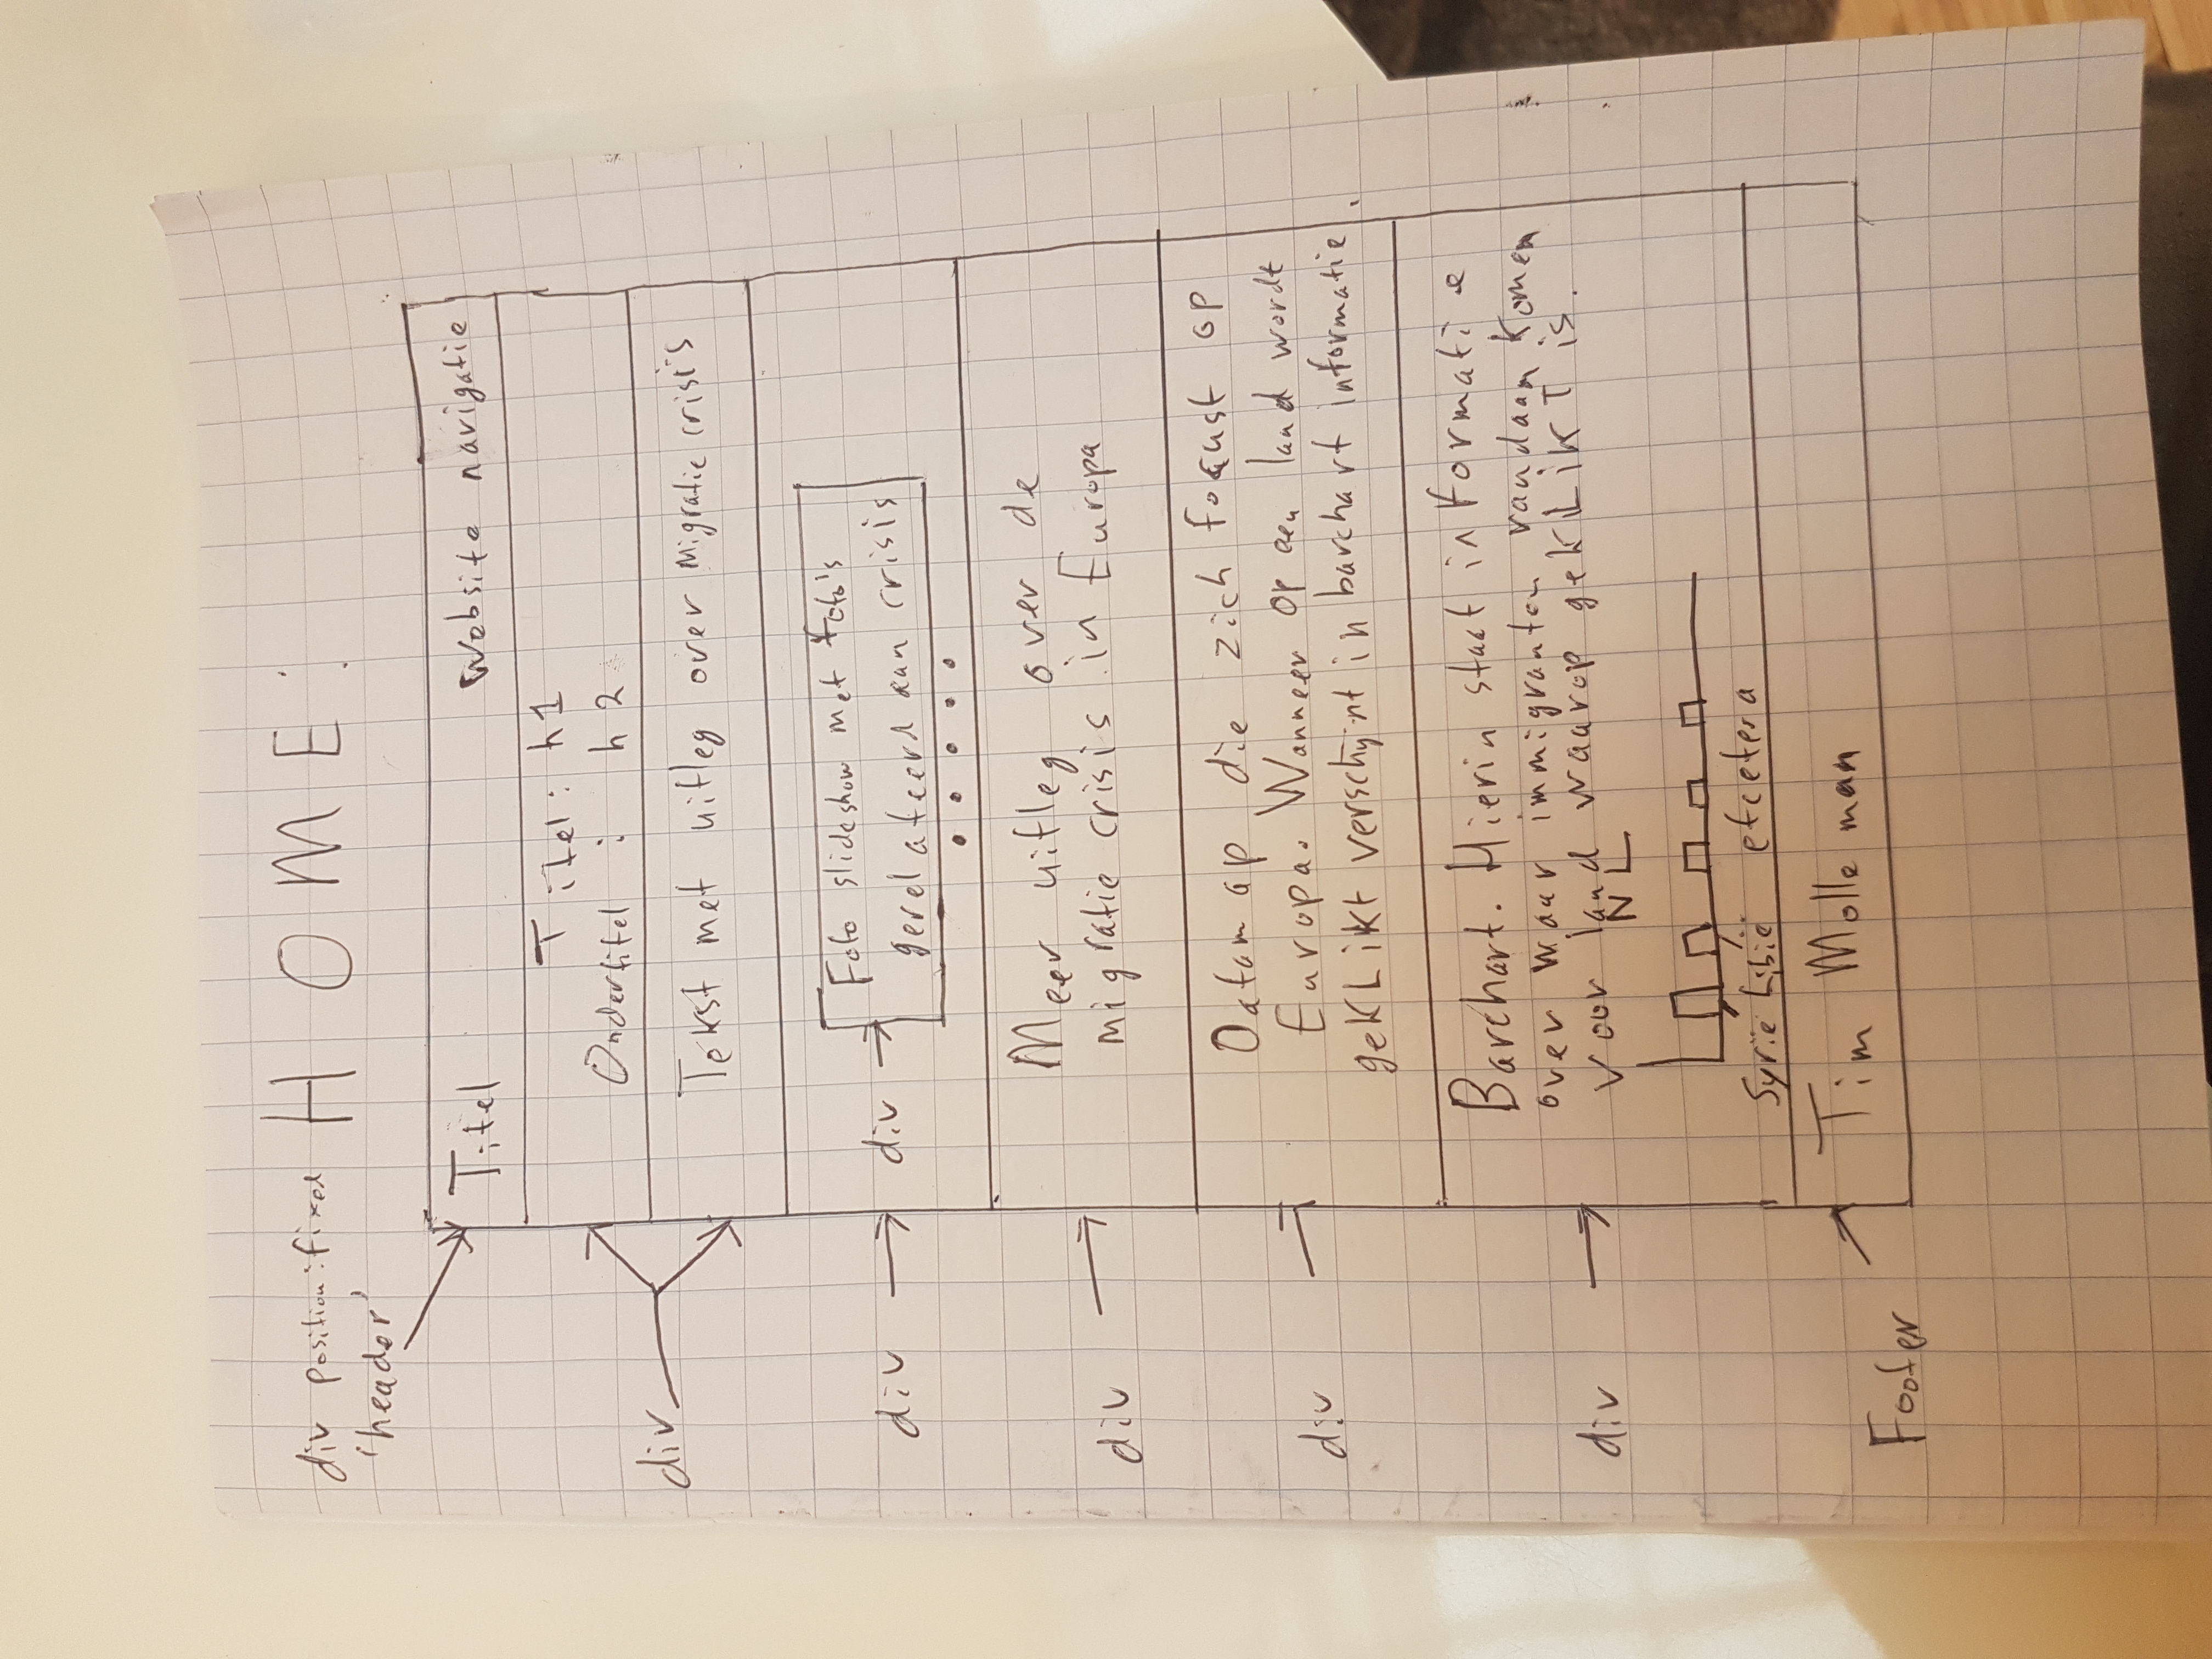 HOME:
div position:fixed
'header'
Titel Website navigatie
Titel: h1
Ondertitel : h2
div
Tekst met uitleg over Migratie crisis
Foto slideshow met foto's
div div gerelateerd aan crisis
Meer uitleg over de
div migratie crisis in Europa
Datamap die zich focust op
div Europa. Wanneer op een land wordt
geklikt verschijnt in barchart informatie.
Barchart. Hierin staat informatie
over waar immigranten vandaan komen
div voor land waarop geklikt is.
NL
Syrië Libië etcetera
Tim Molleman
Footer